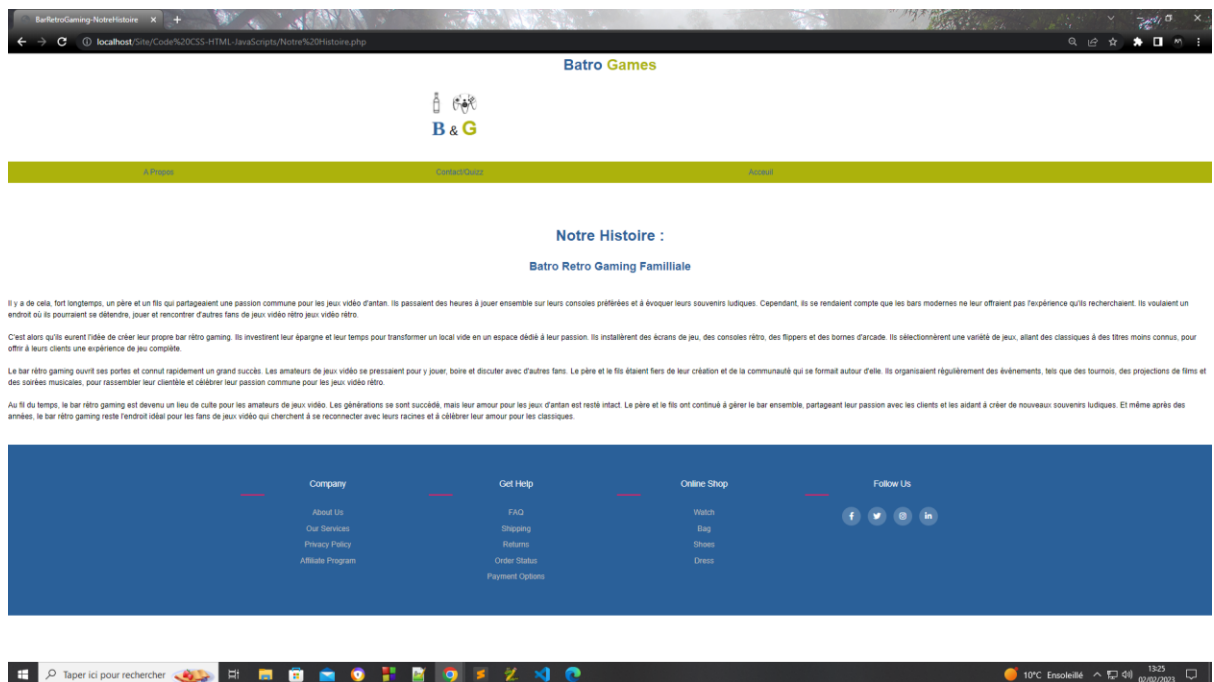 BarRetroGaming-NotreHistoire
localhost/Site/Code%20CSS-HTML-JavaScripts/Notre%20Histoire.php
Batro Games
B & G
A Propos
Contact/Quizz
Acceuil
Notre Histoire :
Batro Retro Gaming Familliale
Il y a de cela, fort longtemps, un père et un fils qui partageaient une passion commune pour les jeux vidéo d'antan. Ils passaient des heures à jouer ensemble sur leurs consoles préférées et à évoquer leurs souvenirs ludiques. Cependant, ils se rendaient compte que les bars modernes ne leur offraient pas l'expérience qu'ils recherchaient. Ils voulaient un
endroit où ils pourraient se détendre, jouer et rencontrer d'autres fans de jeux vidéo rétro jeux vidéo rétro.
C'est alors qu'ils eurent l'idée de créer leur propre bar rétro gaming. Ils investirent leur épargne et leur temps pour transformer un local vide en un espace dédié à leur passion. Ils installèrent des écrans de jeu, des consoles rétro, des flippers et des bornes d'arcade. Ils sélectionnèrent une variété de jeux, allant des classiques à des titres moins connus, pour
offrir à leurs clients une expérience de jeu complète.
Le bar rétro gaming ouvrit ses portes et connut rapidement un grand succès. Les amateurs de jeux vidéo se pressaient pour y jouer, boire et discuter avec d'autres fans. Le père et le fils étaient fiers de leur création et de la communauté qui se formait autour d'elle. Ils organisaient régulièrement des évènements, tels que des tournois, des projections de films et
des soirées musicales, pour rassembler leur clientèle et célébrer leur passion commune pour les jeux vidéo rétro.
Au fil du temps, le bar rétro gaming est devenu un lieu de culte pour les amateurs de jeux vidéo. Les générations se sont succédé, mais leur amour pour les jeux d'antan est resté intact. Le père et le fils ont continué à gérer le bar ensemble, partageant leur passion avec les clients et les aidant à créer de nouveaux souvenirs ludiques. Et même après des
années, le bar rétro gaming reste l'endroit idéal pour les fans de jeux vidéo qui cherchent à se reconnecter avec leurs racines et à célébrer leur amour pour les classiques.
Company
About Us
Our Services
Privacy Policy
Affiliate Program
Get Help
FAQ
Shipping
Returns
Order Status
Payment Options
Online Shop
Watch
Bag
Shoes
Dress
Follow Us
Taper ici pour rechercher
10°C Ensoleillé
13:25
02/02/2023